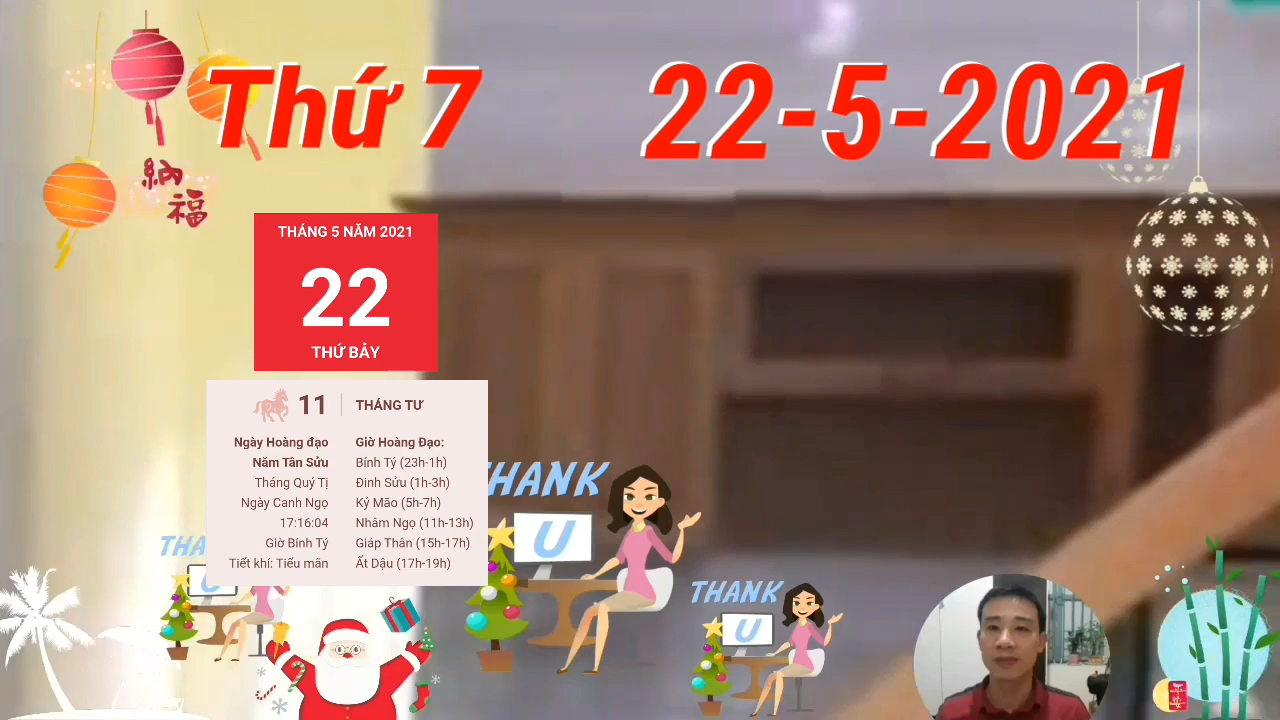 Thứ 7 22-5-2021
納
福
THÁNG 5 NĂM 2021
22
THỨ BẢY
11 THÁNG TƯ
Ngày Hoàng đạo
Năm Tân Sửu
Tháng Quý Tị
Ngày Canh Ngọ
17:16:04
Giờ Bính Tý
Tiết khí: Tiểu mãn
Giờ Hoàng Đạo:
Bính Tý (23h-1h)
Đinh Sửu (1h-3h)
Kỷ Mão (5h-7h)
Nhâm Ngọ (11h-13h)
Giáp Thân (15h-17h)
Ất Dậu (17h-19h)
HANK
U
THA
U
THANK
U